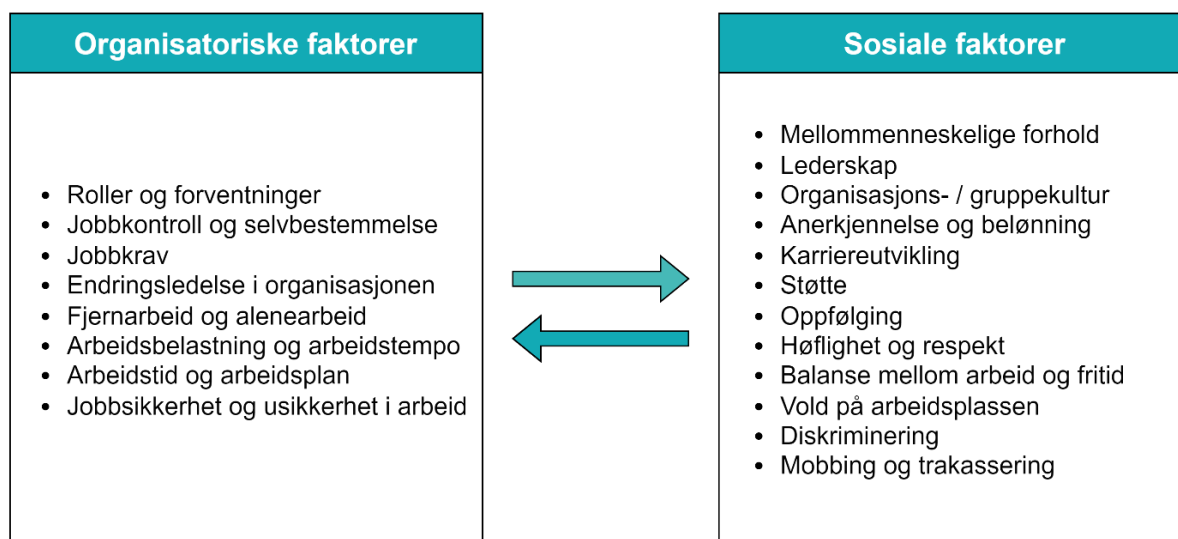 Organisatoriske faktorer
• Roller og forventninger
• Jobbkontroll og selvbestemmelse
• Jobbkrav
• Endringsledelse i organisasjonen
• Fjernarbeid og alenearbeid
• Arbeidsbelastning og arbeidstempo
• Arbeidstid og arbeidsplan
• Jobbsikkerhet og usikkerhet i arbeid
Sosiale faktorer
• Mellommenneskelige forhold
• Lederskap
• Organisasjons- / gruppekultur
• Anerkjennelse og belønning
• Karriereutvikling
• Støtte
• Oppfølging
• Høflighet og respekt
• Balanse mellom arbeid og fritid
• Vold på arbeidsplassen
• Diskriminering
• Mobbing og trakassering